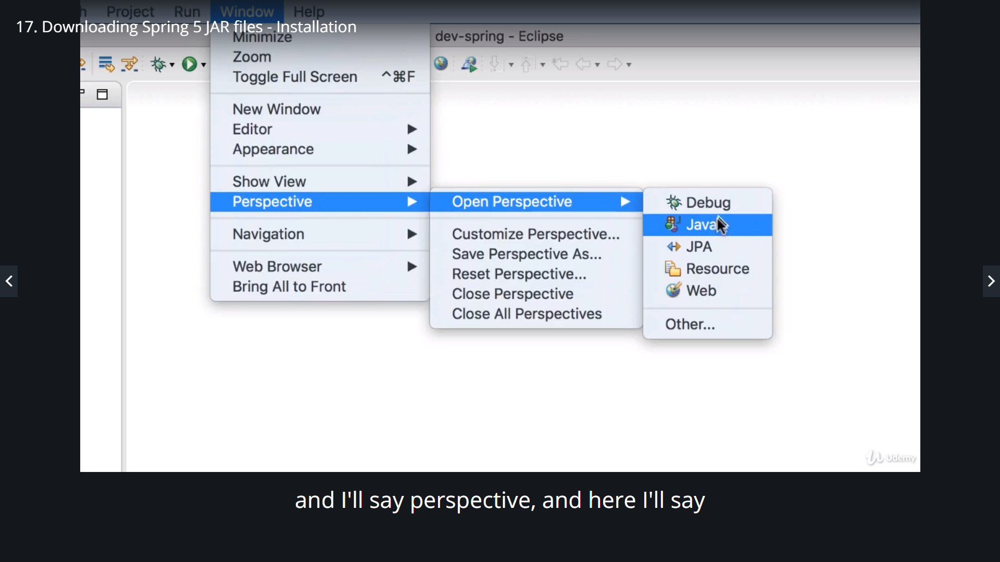 Project Run Window Help
17. Downloading Spring 5 JAR files - Installation
dev-spring - Eclipse
Minimize
Zoom
Toggle Full Screen ^⌘F
New Window
Editor
Appearance
Show View
Perspective
Navigation
Web Browser
Bring All to Front
Open Perspective
Customize Perspective...
Save Perspective As...
Reset Perspective...
Close Perspective
Close All Perspectives
Debug
Java
JPA
Resource
Web
Other...
Udemy
and I'll say perspective, and here I'll say